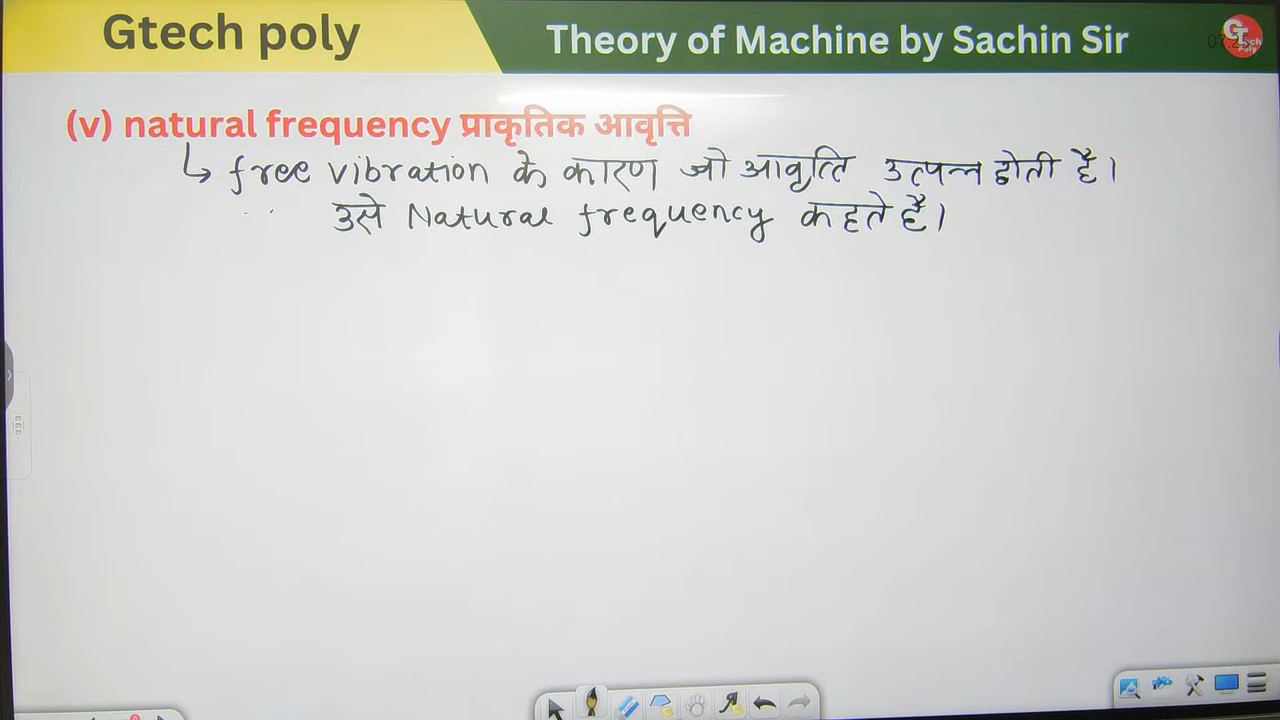 Gtech poly
Theory of Machine by Sachin Sir
(v) natural frequency प्राकृतिक आवृत्ति
free vibration के कारण जो आवृत्ति उत्पन्न होती है।
उसे Natural frequency कहते है।